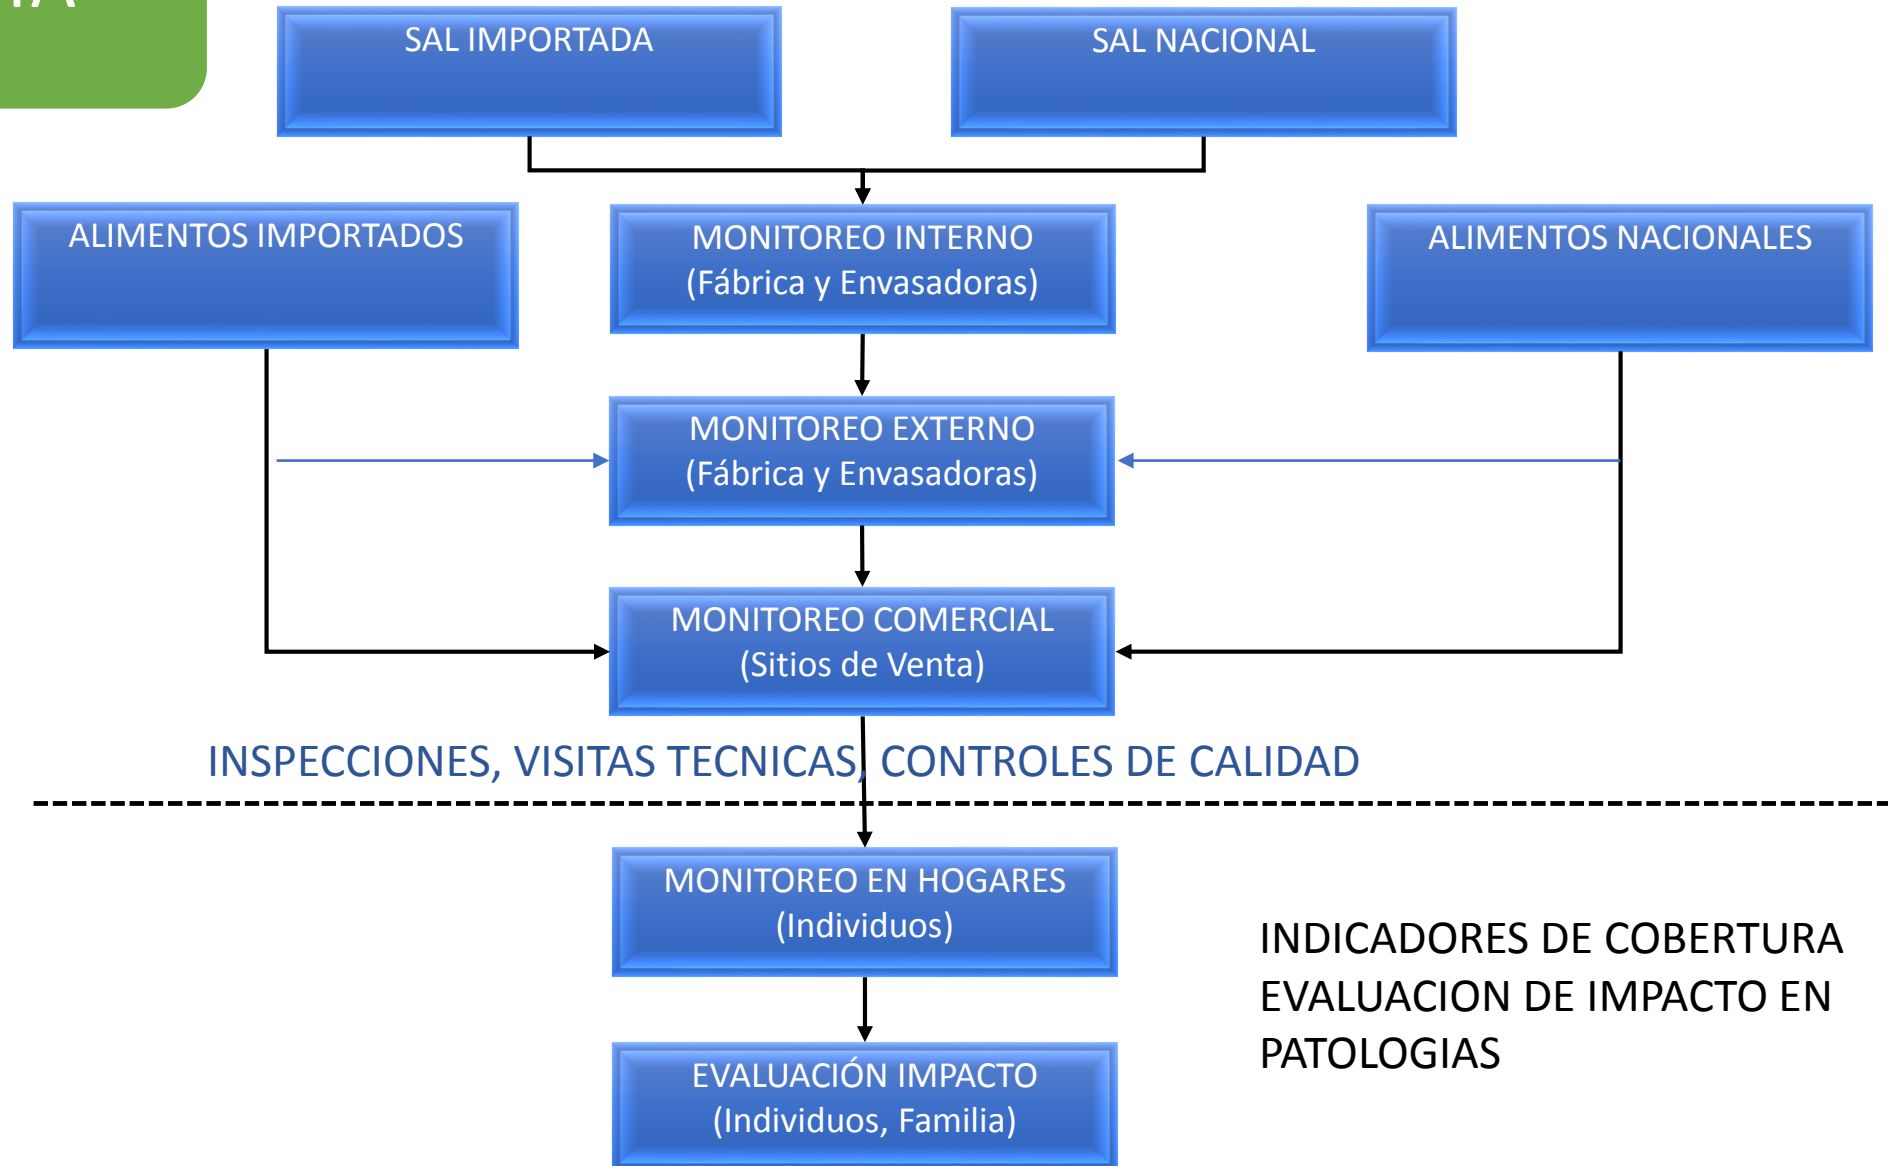 SAL IMPORTADA
SAL NACIONAL
ALIMENTOS IMPORTADOS
MONITOREO INTERNO
(Fábrica y Envasadoras)
ALIMENTOS NACIONALES
MONITOREO EXTERNO
(Fábrica y Envasadoras)
MONITOREO COMERCIAL
(Sitios de Venta)
INSPECCIONES, VISITAS TECNICAS, CONTROLES DE CALIDAD
MONITOREO EN HOGARES
(Individuos)
INDICADORES DE COBERTURA
EVALUACION DE IMPACTO EN
PATOLOGIAS
EVALUACIÓN IMPACTO
(Individuos, Familia)